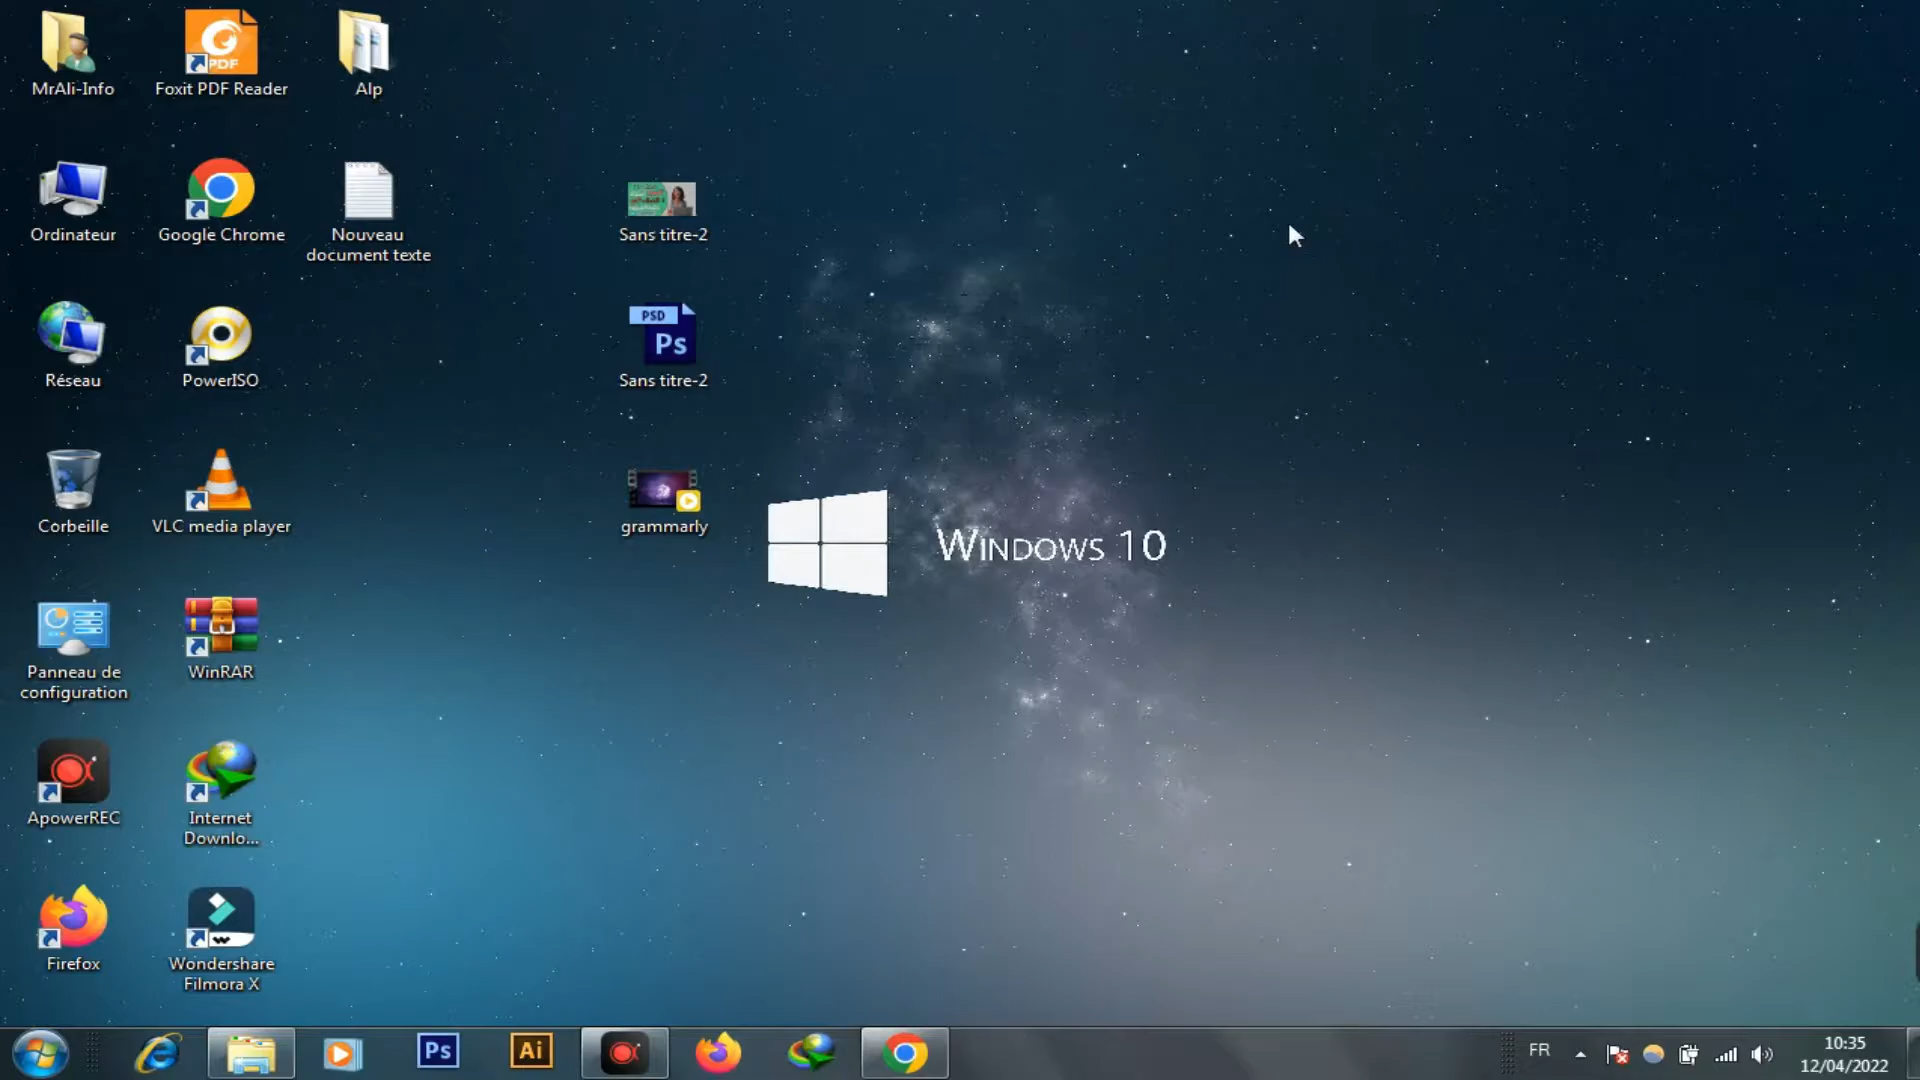 MrAli-Info
Foxit PDF Reader
Alp
Ordinateur
Google Chrome
Nouveau
document texte
Sans titre-2
Réseau
PowerISO
PSD
Ps
Sans titre-2
Corbeille
VLC media player
grammarly
WINDOWS 10
Panneau de
configuration
WinRAR
ApowerREC
Internet
Downlo...
Firefox
Wondershare
Filmora X
PDF
Ps
Ai
FR
10:35
12/04/2022